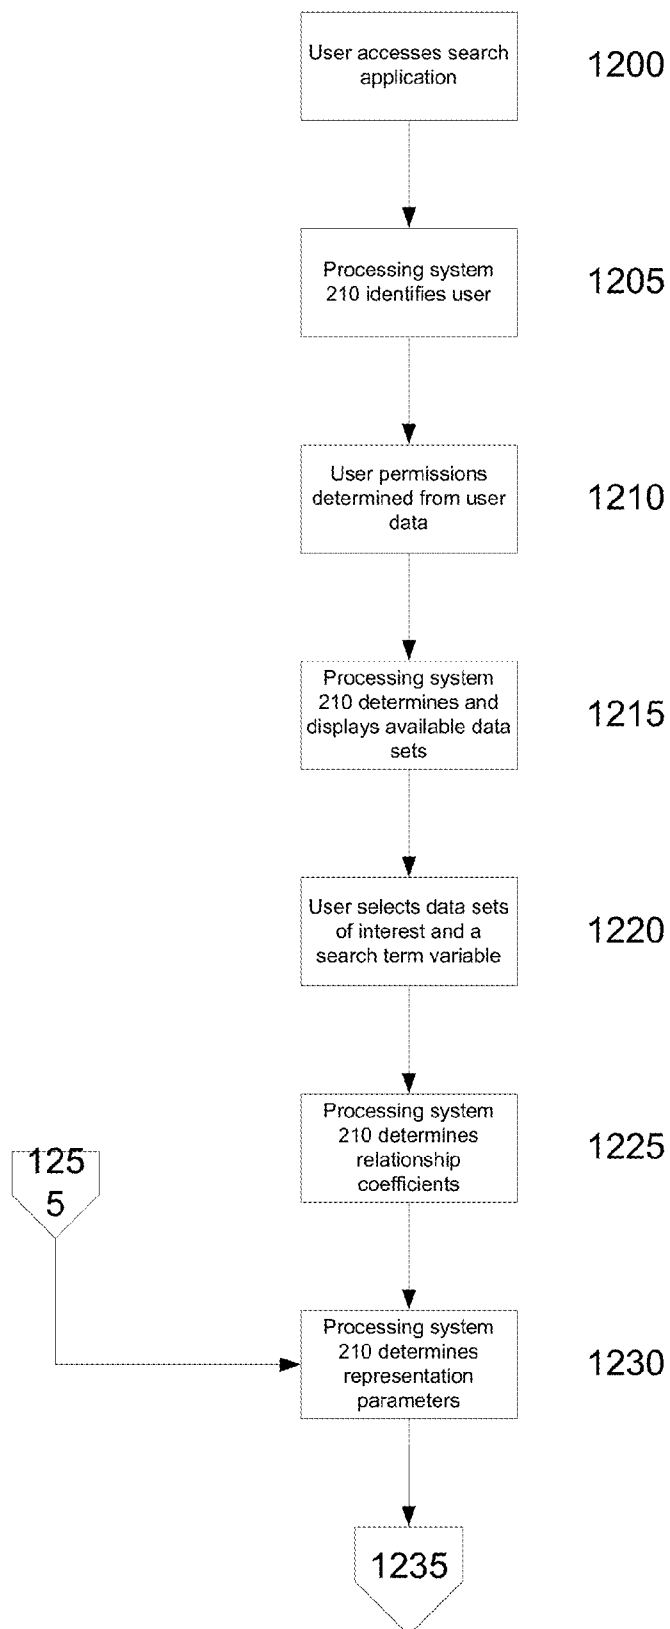 User accesses search
application
1200
Processing system
210 identifies user
1205
User permissions
determined from user
data
1210
Processing system
210 determines and
displays available data
sets
1215
User selects data sets
of interest and a
search term variable
1220
Processing system
210 determines
relationship
coefficients
1225
125
5
Processing system
210 determines
representation
parameters
1230
1235